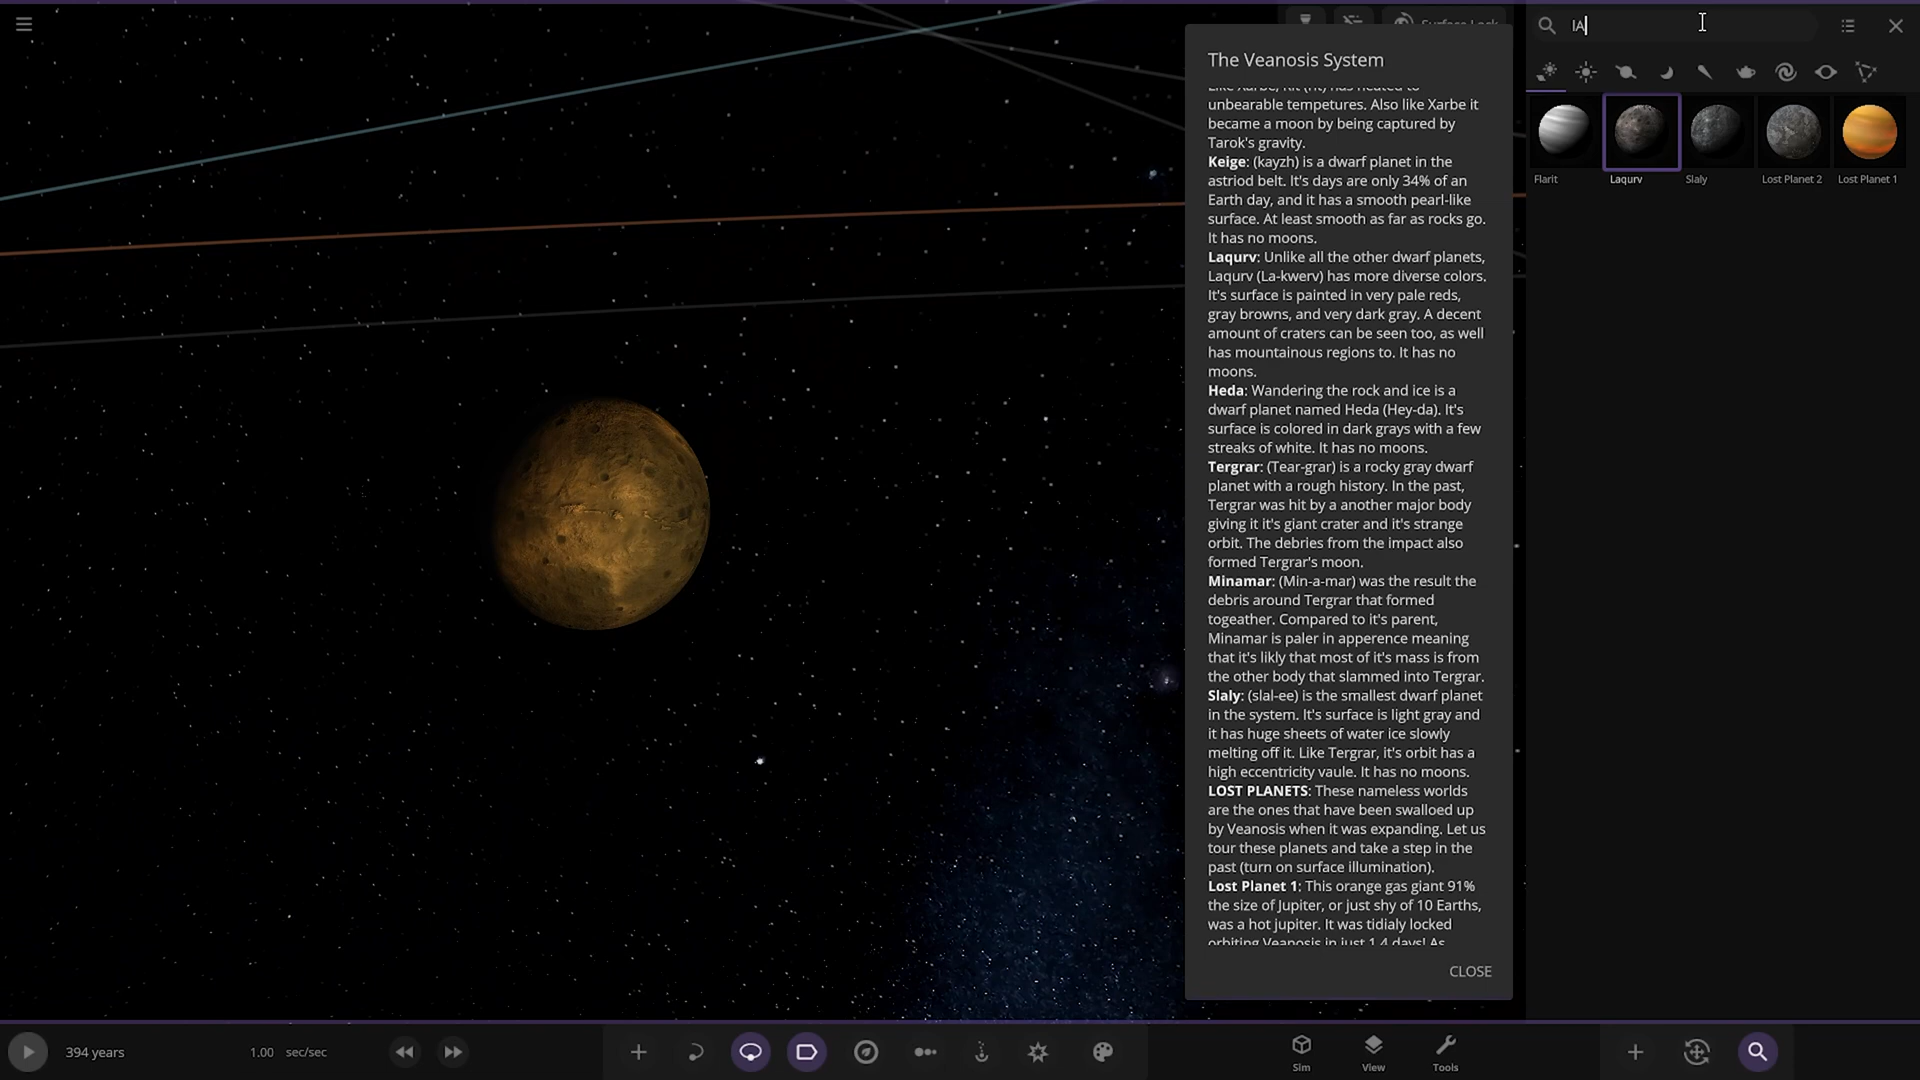 Surface Lock
lA
The Veanosis System
Like Xarbe, Rit (rit) has heated to
unbearable tempetures. Also like Xarbe it
became a moon by being captured by
Tarok's gravity.
Keige: (kayzh) is a dwarf planet in the
astriod belt. It's days are only 34% of an
Earth day, and it has a smooth pearl-like
surface. At least smooth as far as rocks go.
It has no moons.
Laqurv: Unlike all the other dwarf planets,
Laqurv (La-kwerv) has more diverse colors.
It's surface is painted in very pale reds,
gray browns, and very dark gray. A decent
amount of craters can be seen too, as well
has mountainous regions to. It has no
moons.
Heda: Wandering the rock and ice is a
dwarf planet named Heda (Hey-da). It's
surface is colored in dark grays with a few
streaks of white. It has no moons.
Tergrar: (Tear-grar) is a rocky gray dwarf
planet with a rough history. In the past,
Tergrar was hit by a another major body
giving it it's giant crater and it's strange
orbit. The debries from the impact also
formed Tergrar's moon.
Minamar: (Min-a-mar) was the result the
debris around Tergrar that formed
togeather. Compared to it's parent,
Minamar is paler in apperence meaning
that it's likly that most of it's mass is from
the other body that slammed into Tergrar.
Slaly: (slal-ee) is the smallest dwarf planet
in the system. It's surface is light gray and
it has huge sheets of water ice slowly
melting off it. Like Tergrar, it's orbit has a
high eccentricity vaule. It has no moons.
LOST PLANETS: These nameless worlds
are the ones that have been swalloed up
by Veanosis when it was expanding. Let us
tour these planets and take a step in the
past (turn on surface illumination).
Lost Planet 1: This orange gas giant 91%
the size of Jupiter, or just shy of 10 Earths,
was a hot jupiter. It was tidialy locked
orbiting Veanosis in just 1.4 days! As
CLOSE
Flarit
Laqurv
Slaly
Lost Planet 2
Lost Planet 1
394 years
1.00 sec/sec
Sim
View
Tools